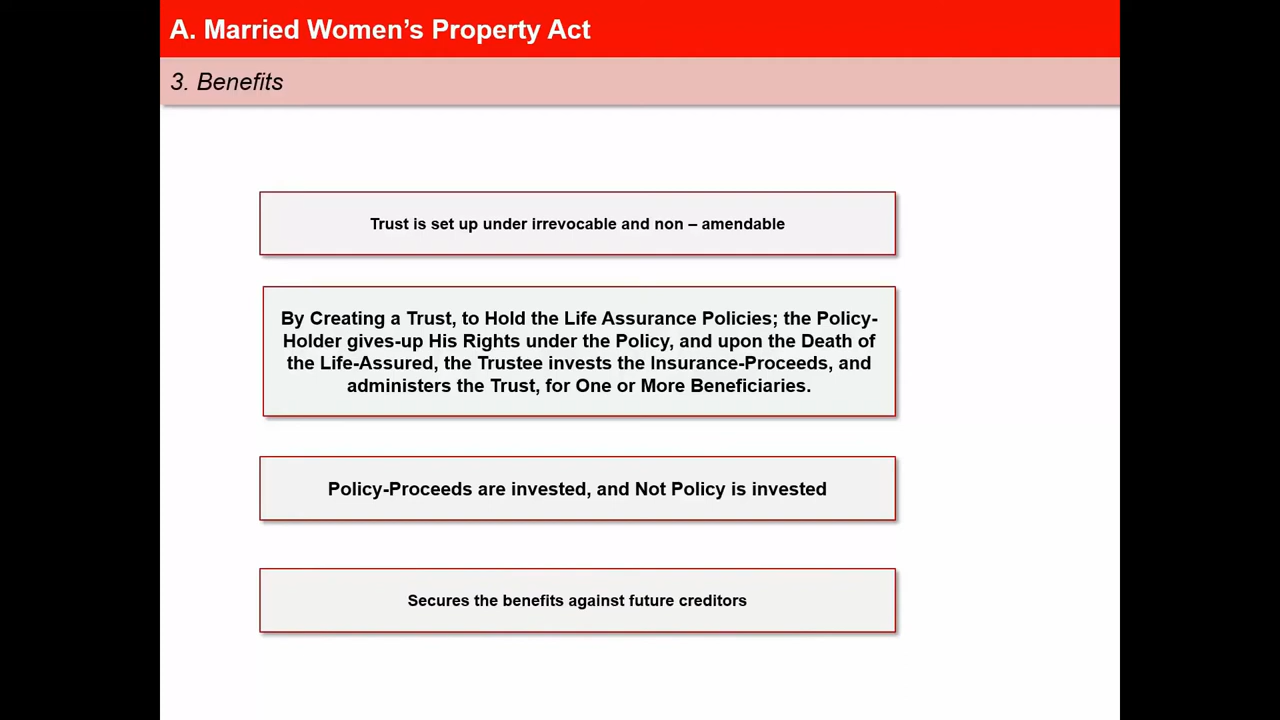 A. Married Women’s Property Act
3. Benefits
Trust is set up under irrevocable and non – amendable
By Creating a Trust, to Hold the Life Assurance Policies; the Policy-
Holder gives-up His Rights under the Policy, and upon the Death of
the Life-Assured, the Trustee invests the Insurance-Proceeds, and
administers the Trust, for One or More Beneficiaries.
Policy-Proceeds are invested, and Not Policy is invested
Secures the benefits against future creditors